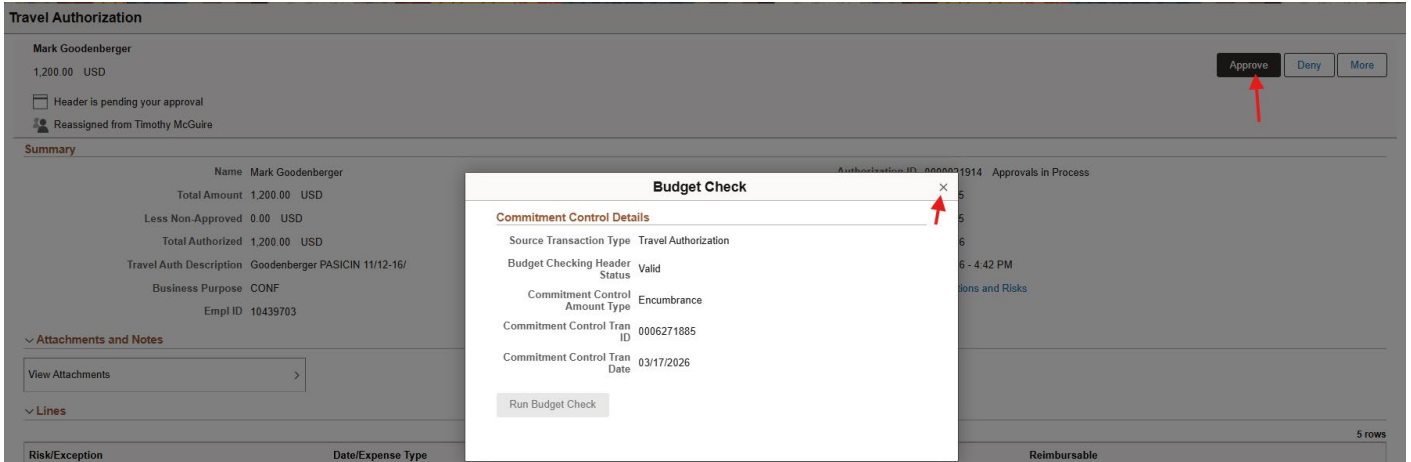 Travel Authorization
Mark Goodenberger
1,200.00 USD
Approve Deny More
Header is pending your approval
Reassigned from Timothy McGuire
Summary
Name Mark Goodenberger
Total Amount 1,200.00 USD
Less Non-Approved 0.00 USD
Total Authorized 1,200.00 USD
Travel Auth Description Goodenberger PASICIN 11/12-16/
Business Purpose CONF
Empl ID 10439703
Attachments and Notes
View Attachments
Lines
Budget Check
Commitment Control Details
Source Transaction Type Travel Authorization
Budget Checking Header
Status Valid
Commitment Control
Amount Type Encumbrance
Commitment Control Tran
ID 0006271885
Commitment Control Tran
Date 03/17/2026
Run Budget Check
1914 Approvals in Process
5
5
6
6 - 4:42 PM
ions and Risks
5 rows
Risk/Exception Date/Expense Type Reimbursable